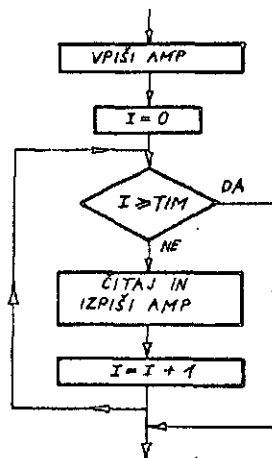 VPIŠI AMP
I = 0
I ≥ TIM
DA
NE
ČITAJ IN
IZPIŠI AMP
I = I + 1